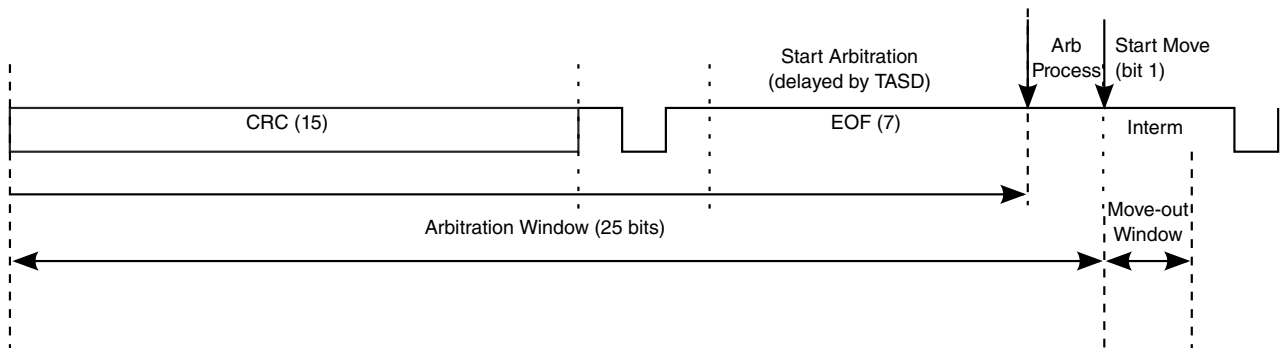 Start Arbitration
(delayed by TASD)
Arb
Process
Start Move
(bit 1)
CRC (15)
EOF (7)
Interm
Arbitration Window (25 bits)
Move-out
Window